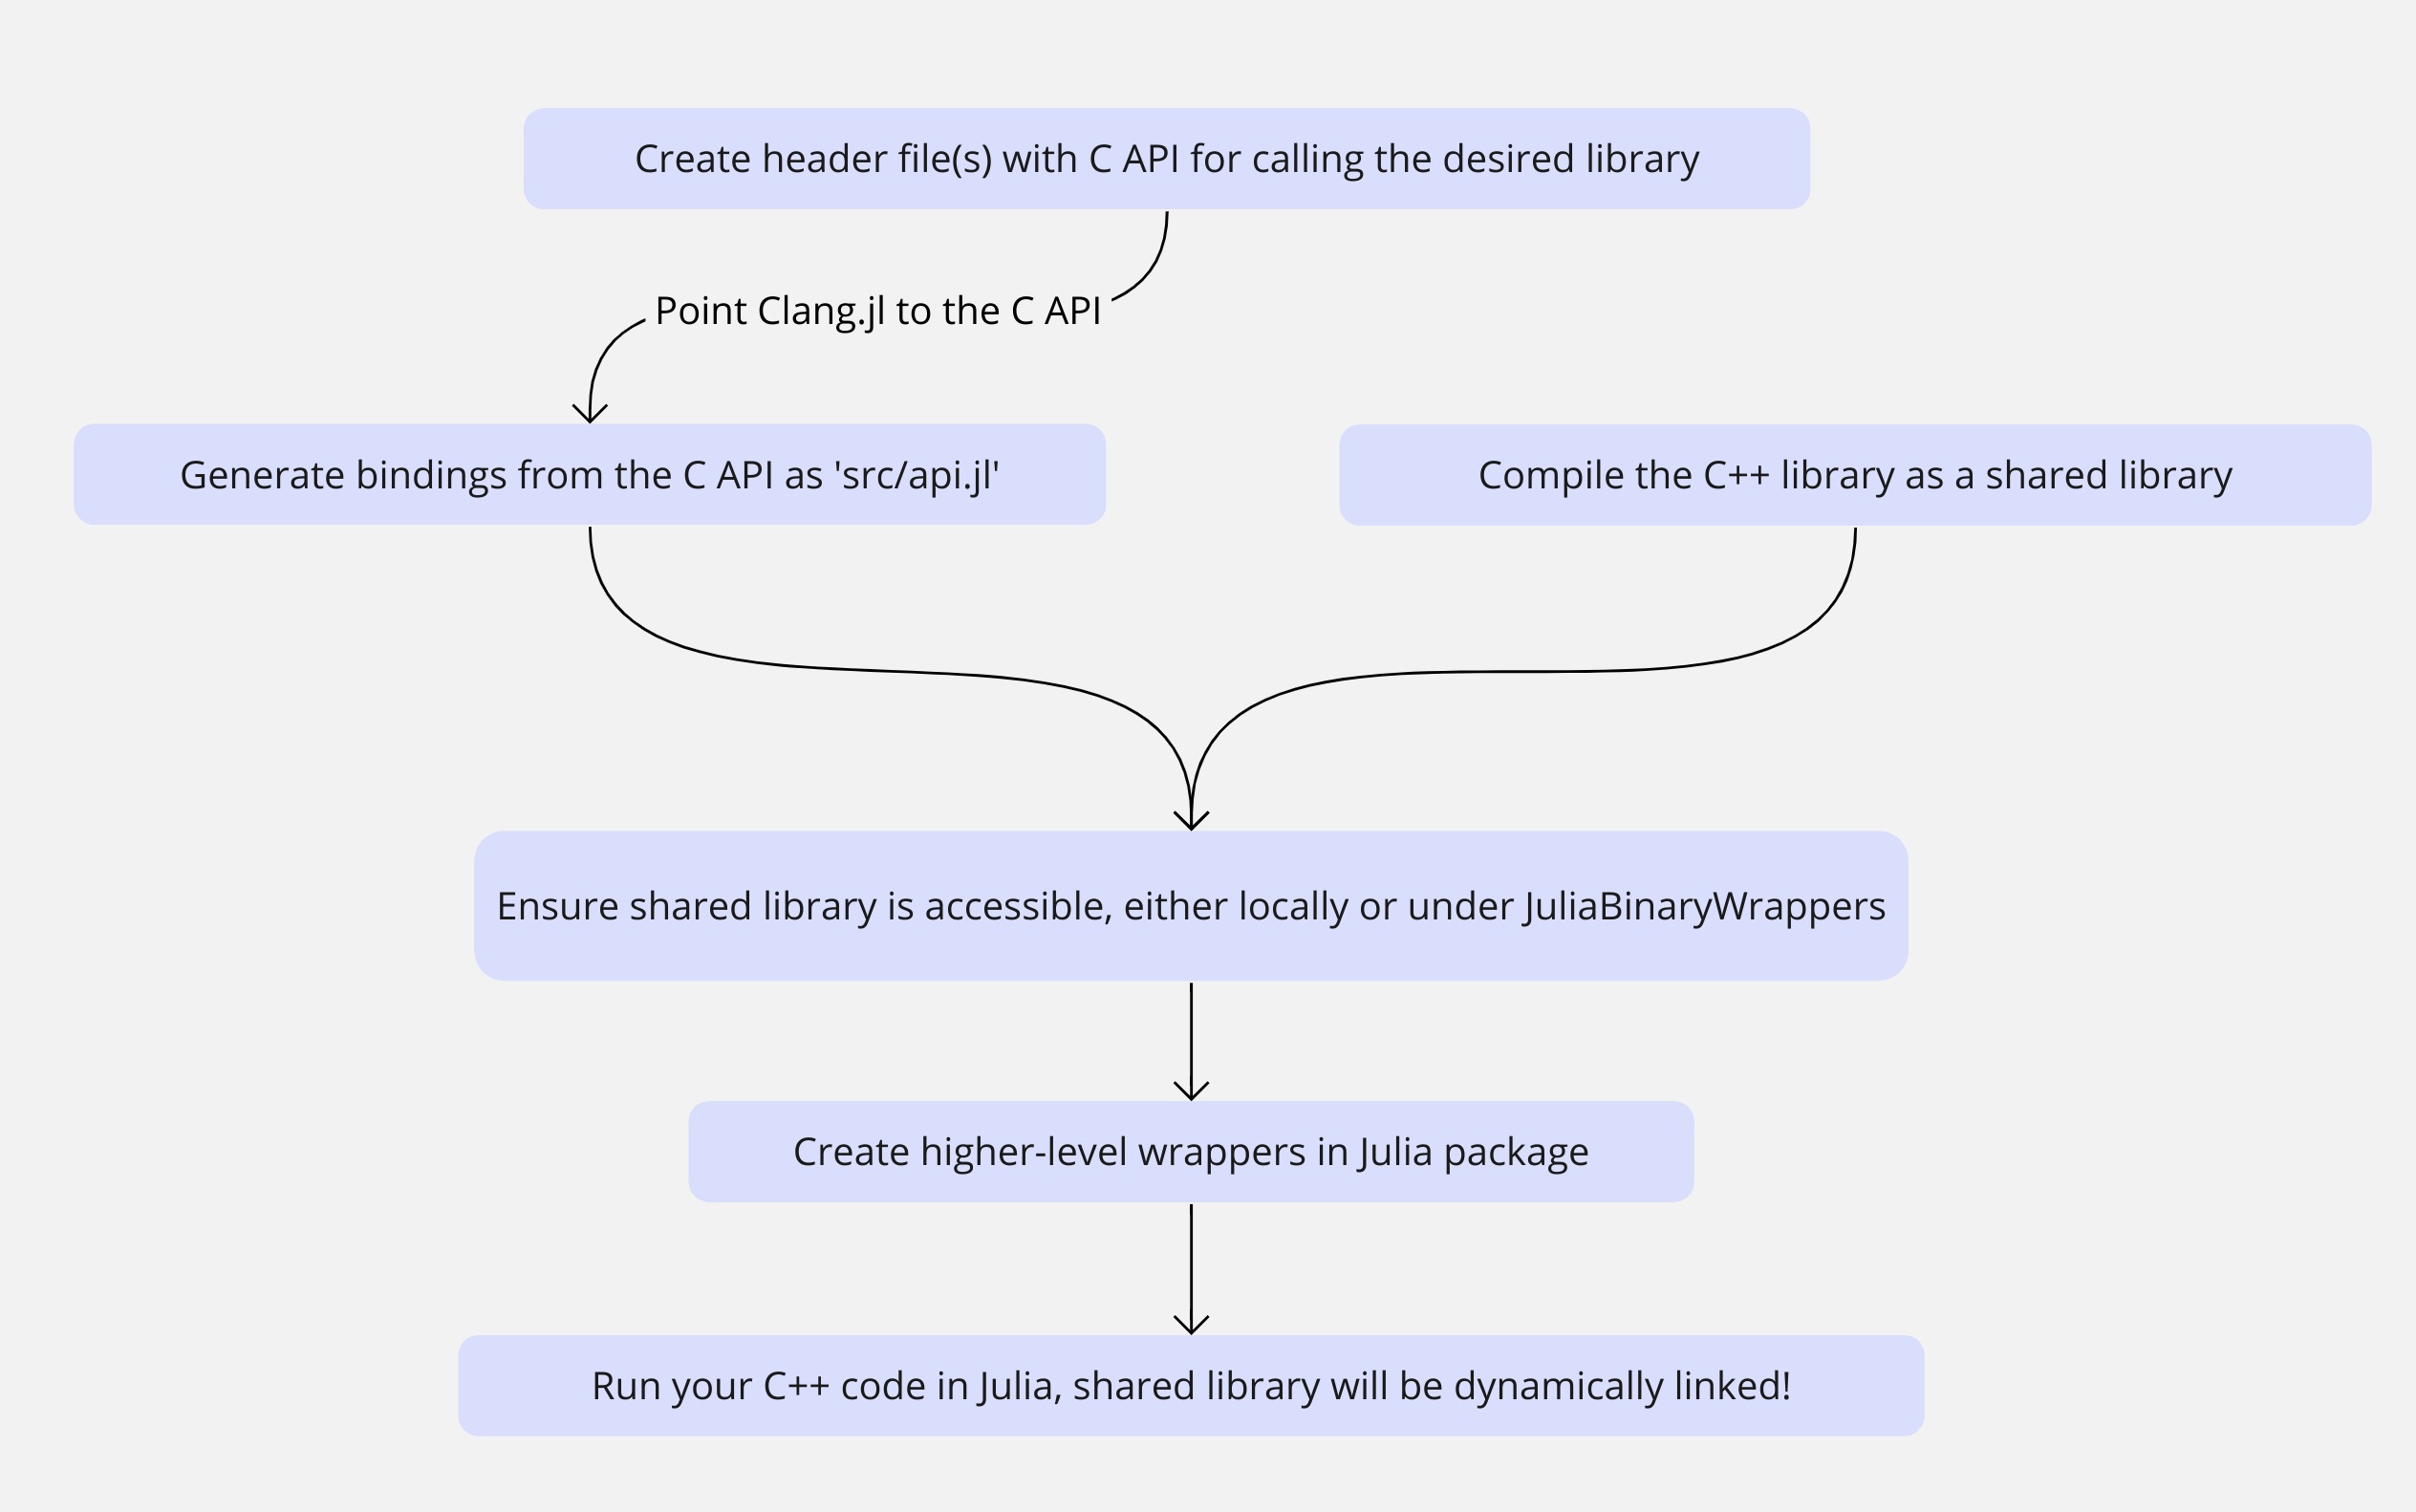 Create header file(s) with C API for calling the desired library
Point Clang.jl to the C API
Generate bindings from the C API as 'src/api.jl'
Compile the C++ library as a shared library
Ensure shared library is accessible, either locally or under JuliaBinaryWrappers
Create higher-level wrappers in Julia package
Run your C++ code in Julia, shared library will be dynamically linked!